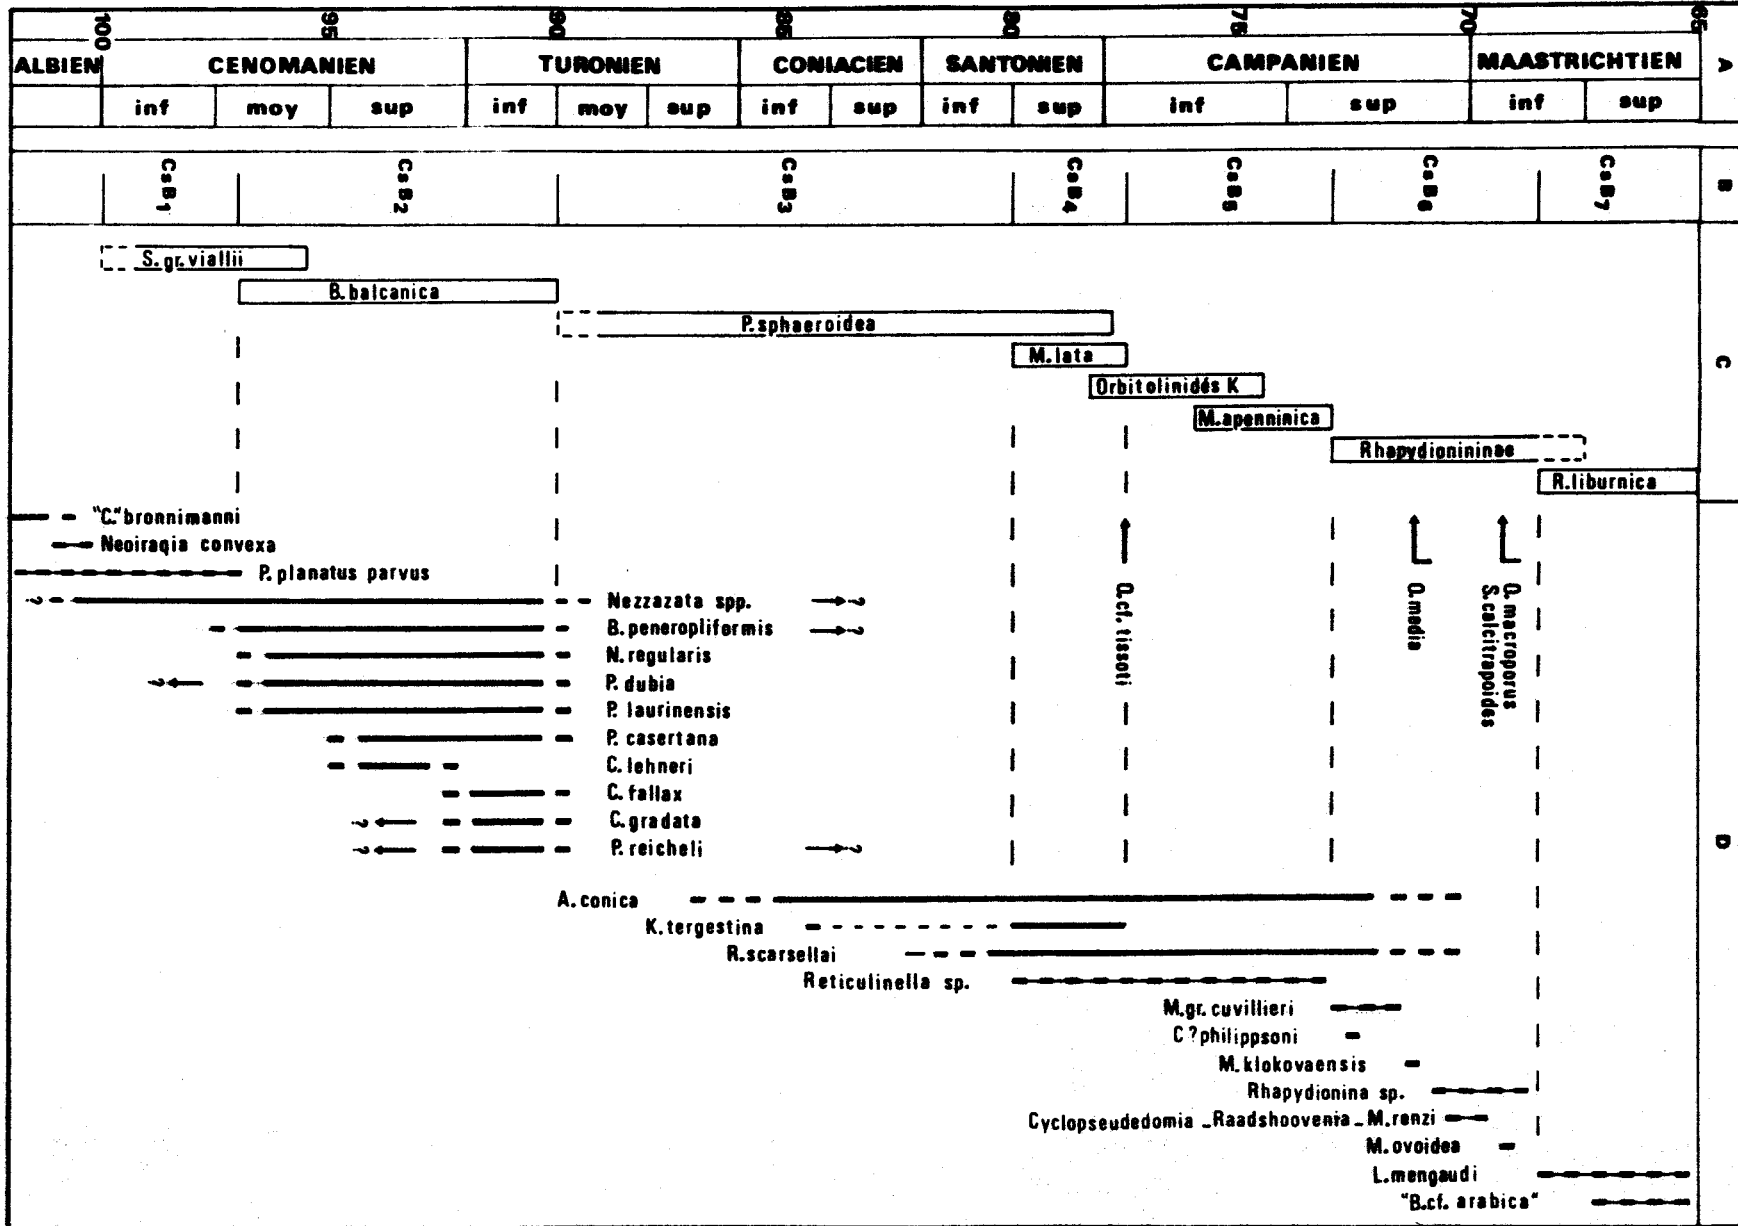 100 95 90 85 80 75 70 65
ALBIEN CENOMANIEN TURONIEN CONIACIEN SANTONIEN CAMPANIEN MAASTRICHTIEN A
inf moy sup inf moy sup inf sup inf sup inf sup inf sup
CsB1 CsB2 CsB3 CsB4 CsB5 CsB6 CsB7 B
S. gr. viallii
B. balcanica
P. sphaeroidea
M. lata
C
Orbitolinidés K
M. apenninica
Rhapydionininae
R. liburnica
"C." bronnimanni
Neoiraqia convexa
P. planatus parvus
? Nezzazata spp. ?
B. peneropliformis ?
N. regularis
? P. dubia
P. laurinensis
P. casertana
C. lehneri
C. fallax
? C. gradata
? P. reicheli ?
O. cf. tissoti
O. media
O. macroporus
S. calcitrapoides
D
A. conica
K. tergestina
R. scarsellai
Reticulinella sp.
M. gr. cuvillieri
C ? philippsoni
M. klokovaensis
Rhapydionina sp.
Cyclopseudedomia _ Raadshoovenia _ M. renzi
M. ovoidea
L. mengaudi
"B. cf. arabica"